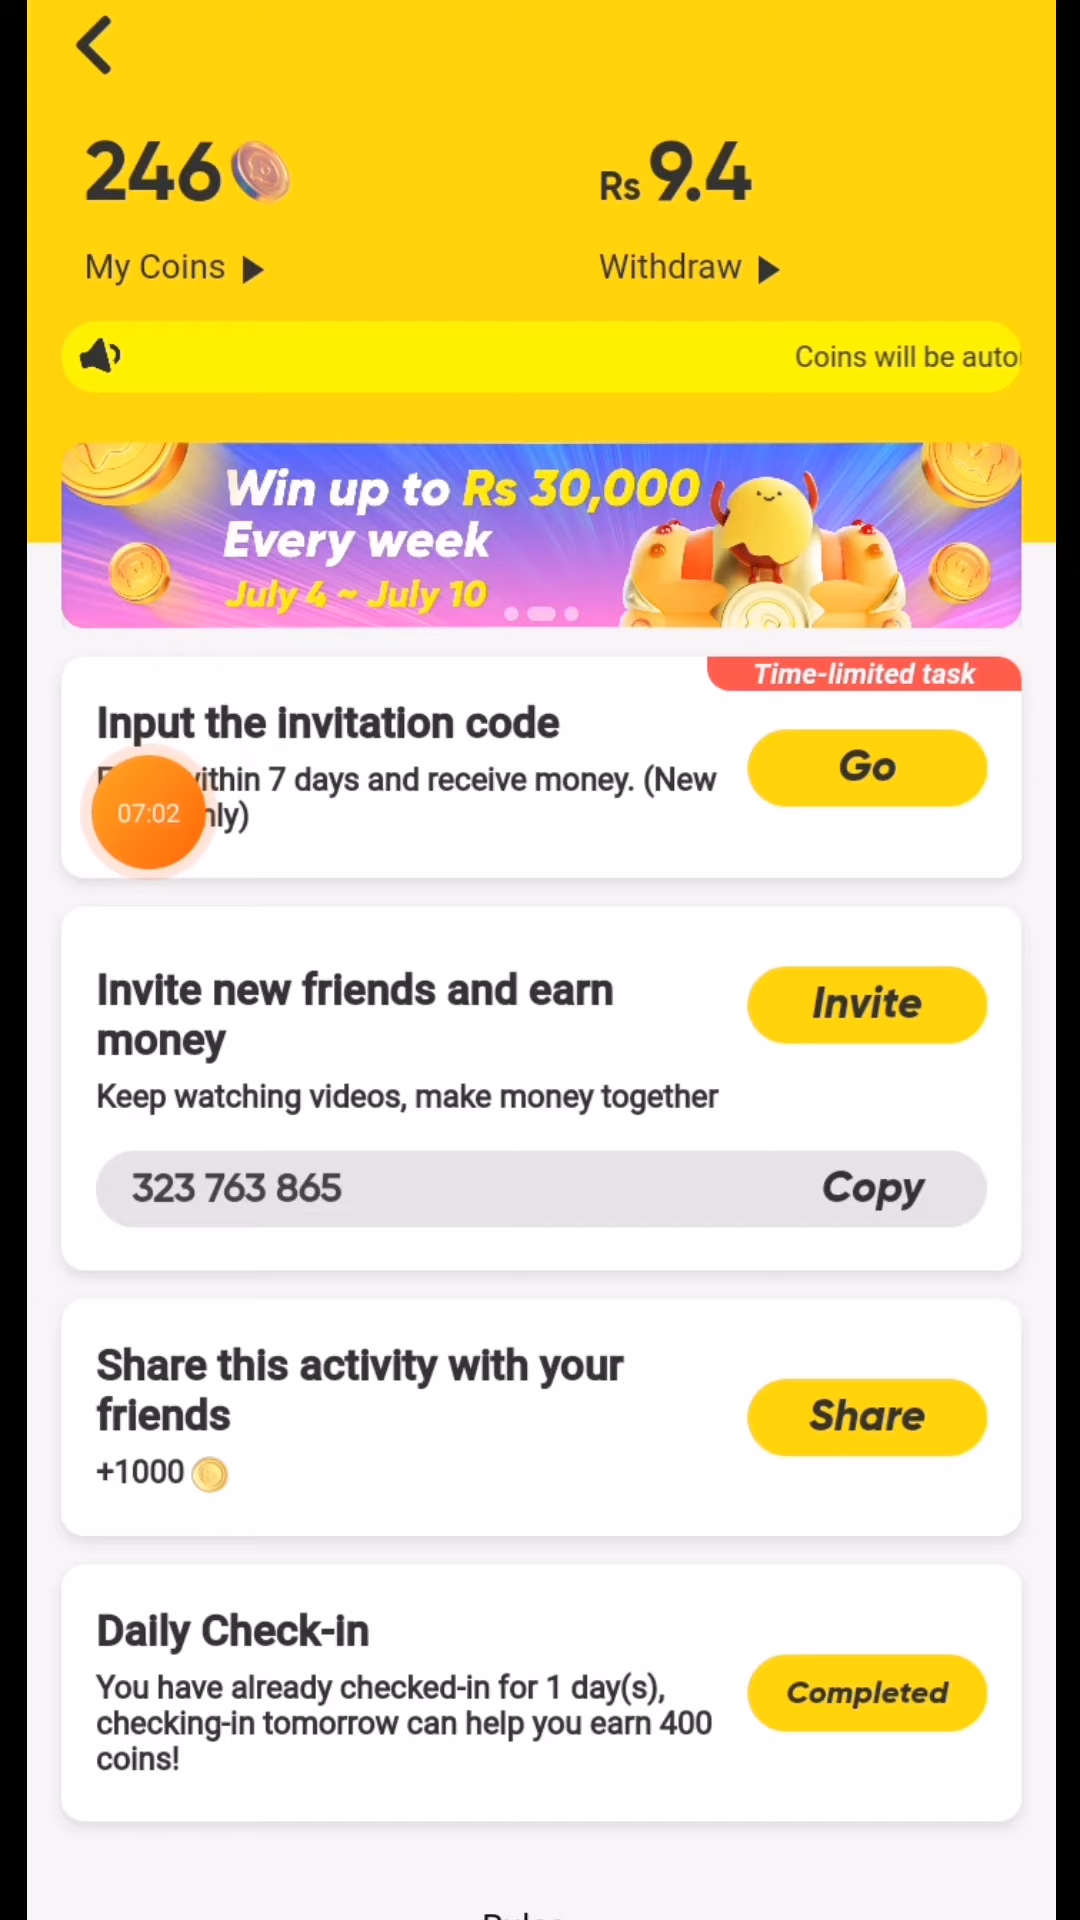 246
Rs 9.4
My Coins
Withdraw
Coins will be auto
Win up to Rs 30,000
Every week
July 4 ~ July 10
Time-limited task
Input the invitation code
Go
within 7 days and receive money. (New
07:02
Invite new friends and earn
money
Invite
Keep watching videos, make money together
323 763 865
Copy
Share this activity with your
friends
Share
+1000
Daily Check-in
You have already checked-in for 1 day(s),
checking-in tomorrow can help you earn 400
coins!
Completed